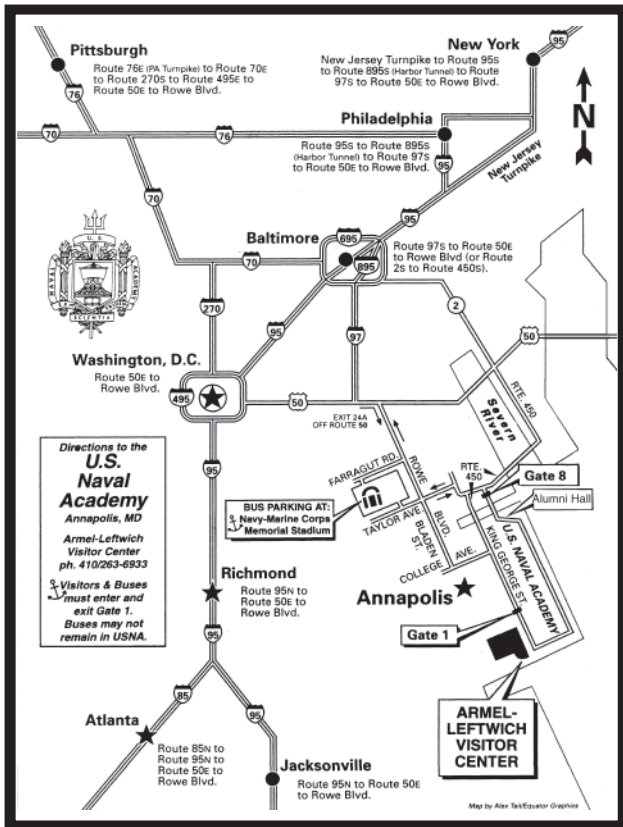 Pittsburgh
Route 76E (PA Turnpike) to Route 70E
to Route 270S to Route 495E to
Route 50E to Rowe Blvd.
New York
New Jersey Turnpike to Route 95S
to Route 895S (Harbor Tunnel) to Route
97S to Route 50E to Rowe Blvd.
95
76
N
Philadelphia
70
76
Route 95S to Route 895S
(Harbor Tunnel) to Route 97S
to Route 50E to Rowe Blvd.
95
New Jersey
Turnpike
70
95
U. S.
NAVAL
ACADEMY
SCIENTIA
Baltimore
695
895
70
Route 97S to Route 50E
to Rowe Blvd (or Route
2S to Route 450S).
270
95
97
2
50
Washington, D.C.
Route 50E to
Rowe Blvd.
495
50
EXIT 24A
OFF ROUTE 50
RTE. 450
Severn
River
95
Directions to the
U.S.
Naval
Academy
Annapolis, MD
Armel-Leftwich
Visitor Center
ph. 410/263-6933
Visitors & Buses
must enter and
exit Gate 1.
Buses may not
remain in USNA.
FARRAGUT RD.
ROWE
BLVD.
RTE.
450
Gate 8
Alumni Hall
BUS PARKING AT:
Navy-Marine Corps
Memorial Stadium
TAYLOR AVE.
BLADEN
ST.
COLLEGE AVE.
KING GEORGE ST.
U.S. NAVAL ACADEMY
Annapolis
Richmond
Route 95N to
Route 50E to
Rowe Blvd.
Gate 1
95
ARMEL-
LEFTWICH
VISITOR
CENTER
85
95
Atlanta
Route 85N to
Route 95N to
Route 50E to
Rowe Blvd.
Jacksonville
Route 95N to Route 50E
to Rowe Blvd.
Map by Alex Tait/Equator Graphics